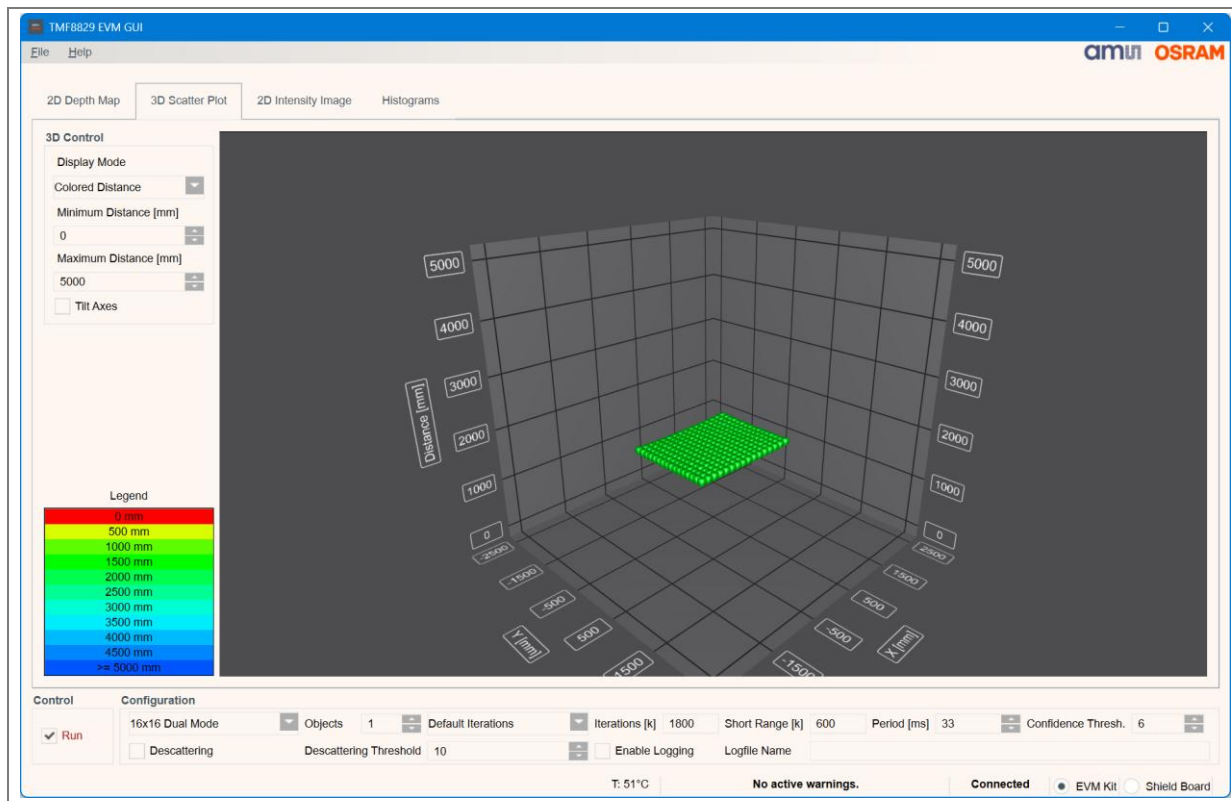 TMF8829 EVM GUI
File Help
amu OSRAM
2D Depth Map 3D Scatter Plot 2D Intensity Image Histograms
3D Control
Display Mode
Colored Distance
Minimum Distance [mm]
0
Maximum Distance [mm]
5000
Tilt Axes
5000 5000
4000 4000
3000 3000
Distance [mm]
2000 2000
1000 1000
0 0
-2500 2500
-1500 1500
-500 500
Y [mm] 500 -500 X [mm]
1500 -1500
Legend
0 mm
500 mm
1000 mm
1500 mm
2000 mm
2500 mm
3000 mm
3500 mm
4000 mm
4500 mm
>= 5000 mm
Control Configuration
Run
16x16 Dual Mode Objects 1 Default Iterations Iterations [k] 1800 Short Range [k] 600 Period [ms] 33 Confidence Thresh. 6
Descattering Descattering Threshold 10 Enable Logging Logfile Name
T: 51°C No active warnings. Connected EVM Kit Shield Board